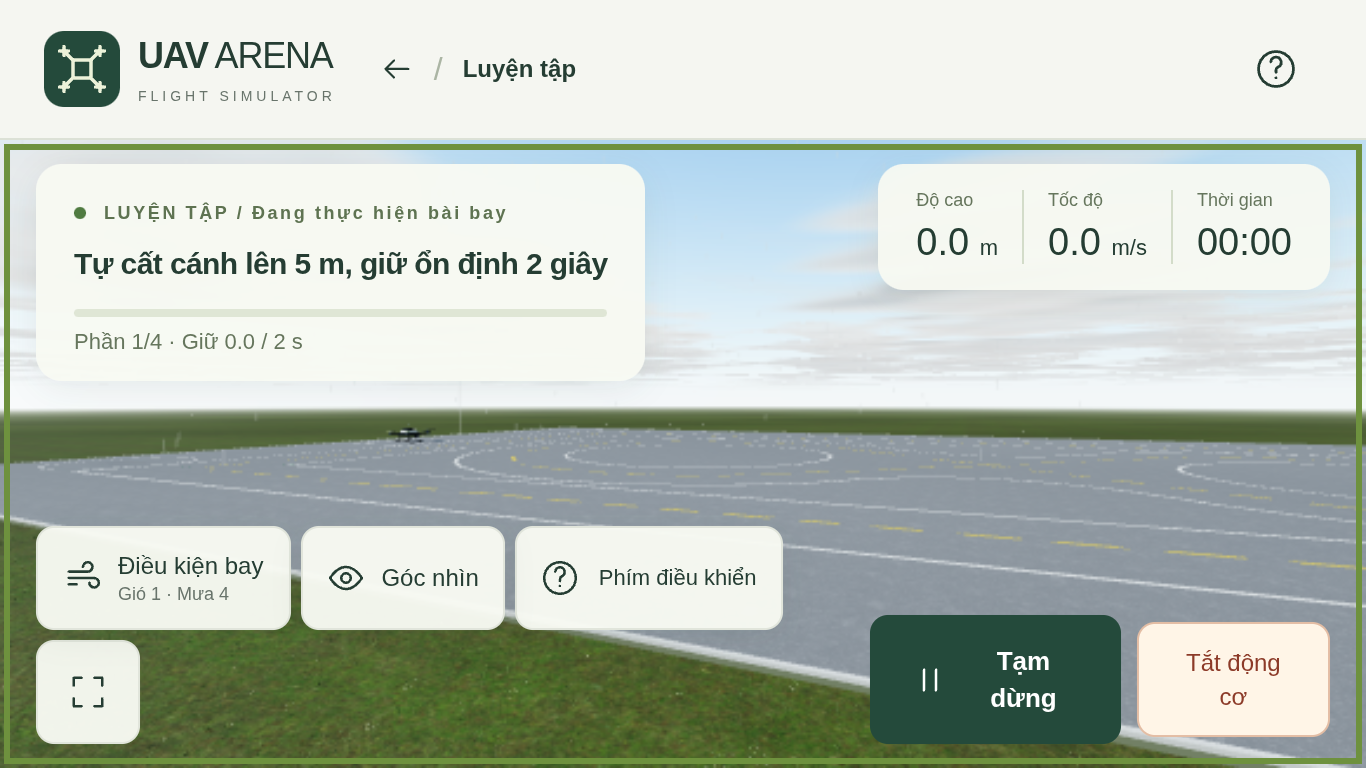 UAV ARENA
FLIGHT SIMULATOR
/ Luyện tập
LUYỆN TẬP / Đang thực hiện bài bay
Tự cất cánh lên 5 m, giữ ổn định 2 giây
Phần 1/4 · Giữ 0.0 / 2 s
Độ cao
0.0 m
Tốc độ
0.0 m/s
Thời gian
00:00
Điều kiện bay
Gió 1 · Mưa 4
Góc nhìn
Phím điều khiển
Tạm
dừng
Tắt động
cơ